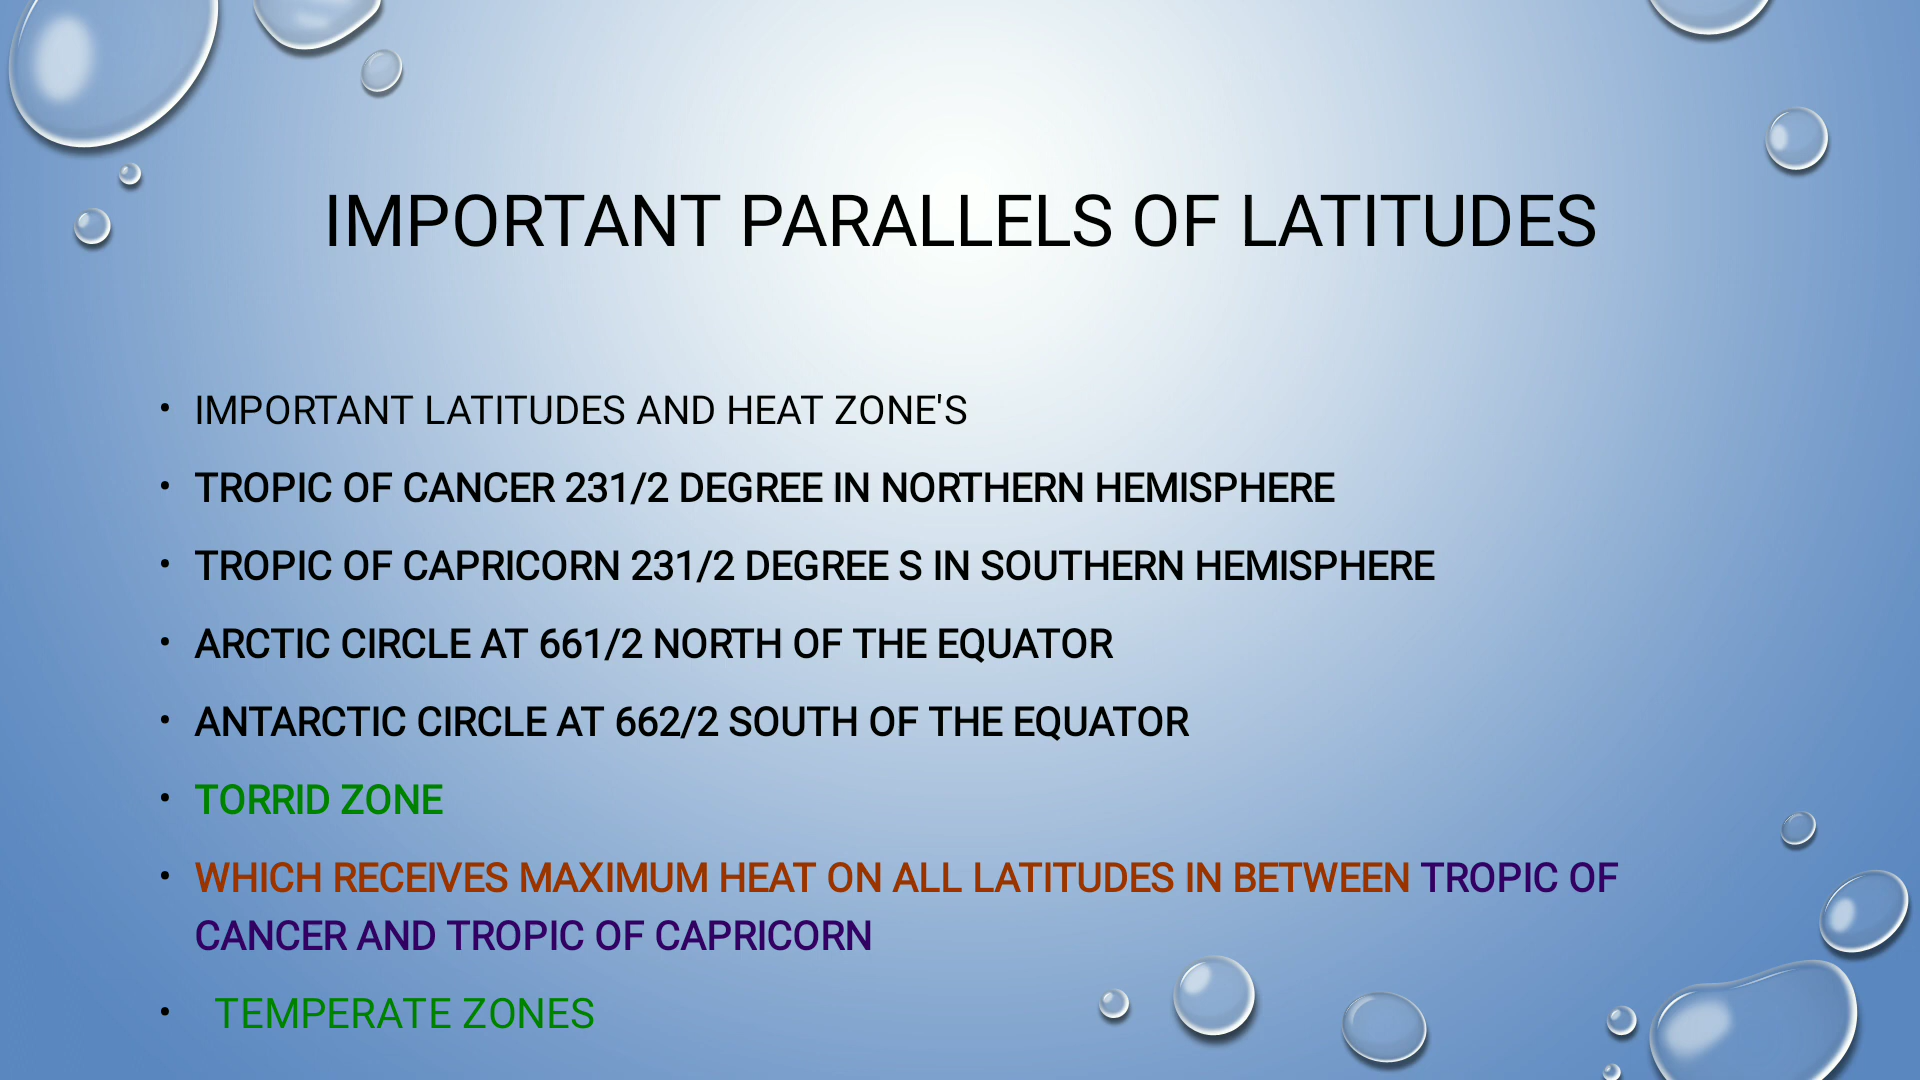 IMPORTANT PARALLELS OF LATITUDES
• IMPORTANT LATITUDES AND HEAT ZONE'S
• TROPIC OF CANCER 231/2 DEGREE IN NORTHERN HEMISPHERE
• TROPIC OF CAPRICORN 231/2 DEGREE S IN SOUTHERN HEMISPHERE
• ARCTIC CIRCLE AT 661/2 NORTH OF THE EQUATOR
• ANTARCTIC CIRCLE AT 662/2 SOUTH OF THE EQUATOR
• TORRID ZONE
• WHICH RECEIVES MAXIMUM HEAT ON ALL LATITUDES IN BETWEEN TROPIC OF
CANCER AND TROPIC OF CAPRICORN
• TEMPERATE ZONES